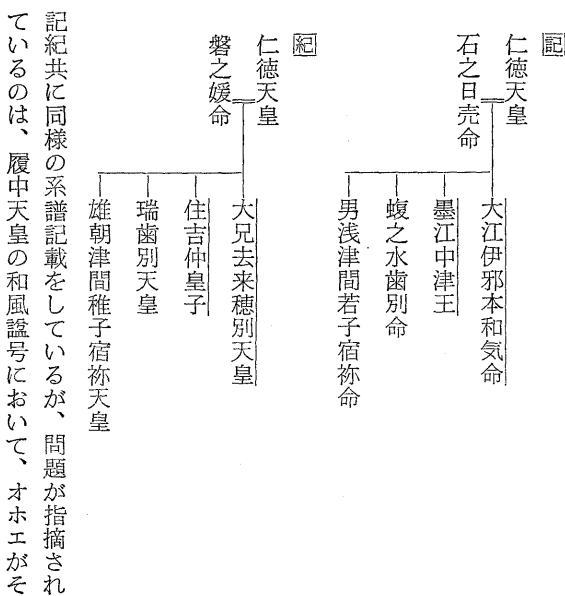 記
仁徳天皇
石之日売命
大江伊邪本和気命
墨江中津王
蝮之水歯別命
男浅津間若子宿祢命
紀
仁徳天皇
磐之媛命
大兄去来穂別天皇
住吉仲皇子
瑞歯別天皇
雄朝津間稚子宿祢天皇
記紀共に同様の系譜記載をしているが、問題が指摘され
ているのは、履中天皇の和風諡号において、オホエがそ